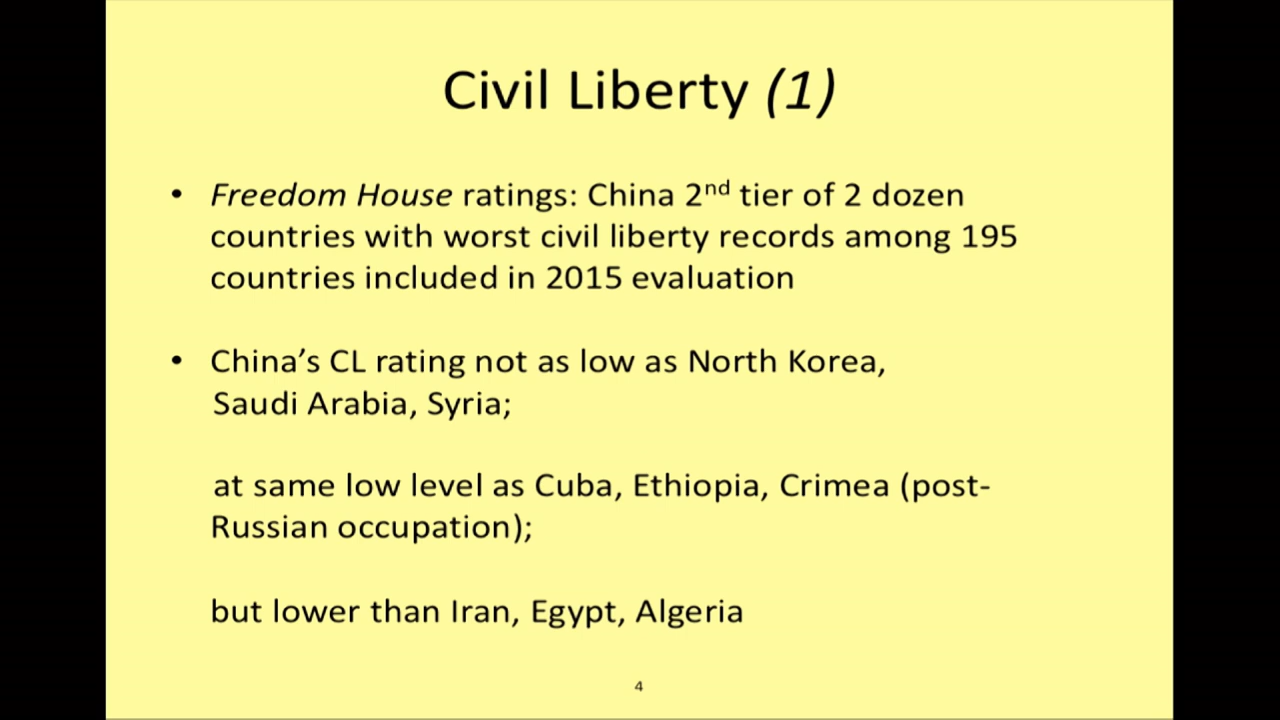 Civil Liberty (1)
• Freedom House ratings: China 2nd tier of 2 dozen
countries with worst civil liberty records among 195
countries included in 2015 evaluation
• China’s CL rating not as low as North Korea,
Saudi Arabia, Syria;
at same low level as Cuba, Ethiopia, Crimea (post-
Russian occupation);
but lower than Iran, Egypt, Algeria
4